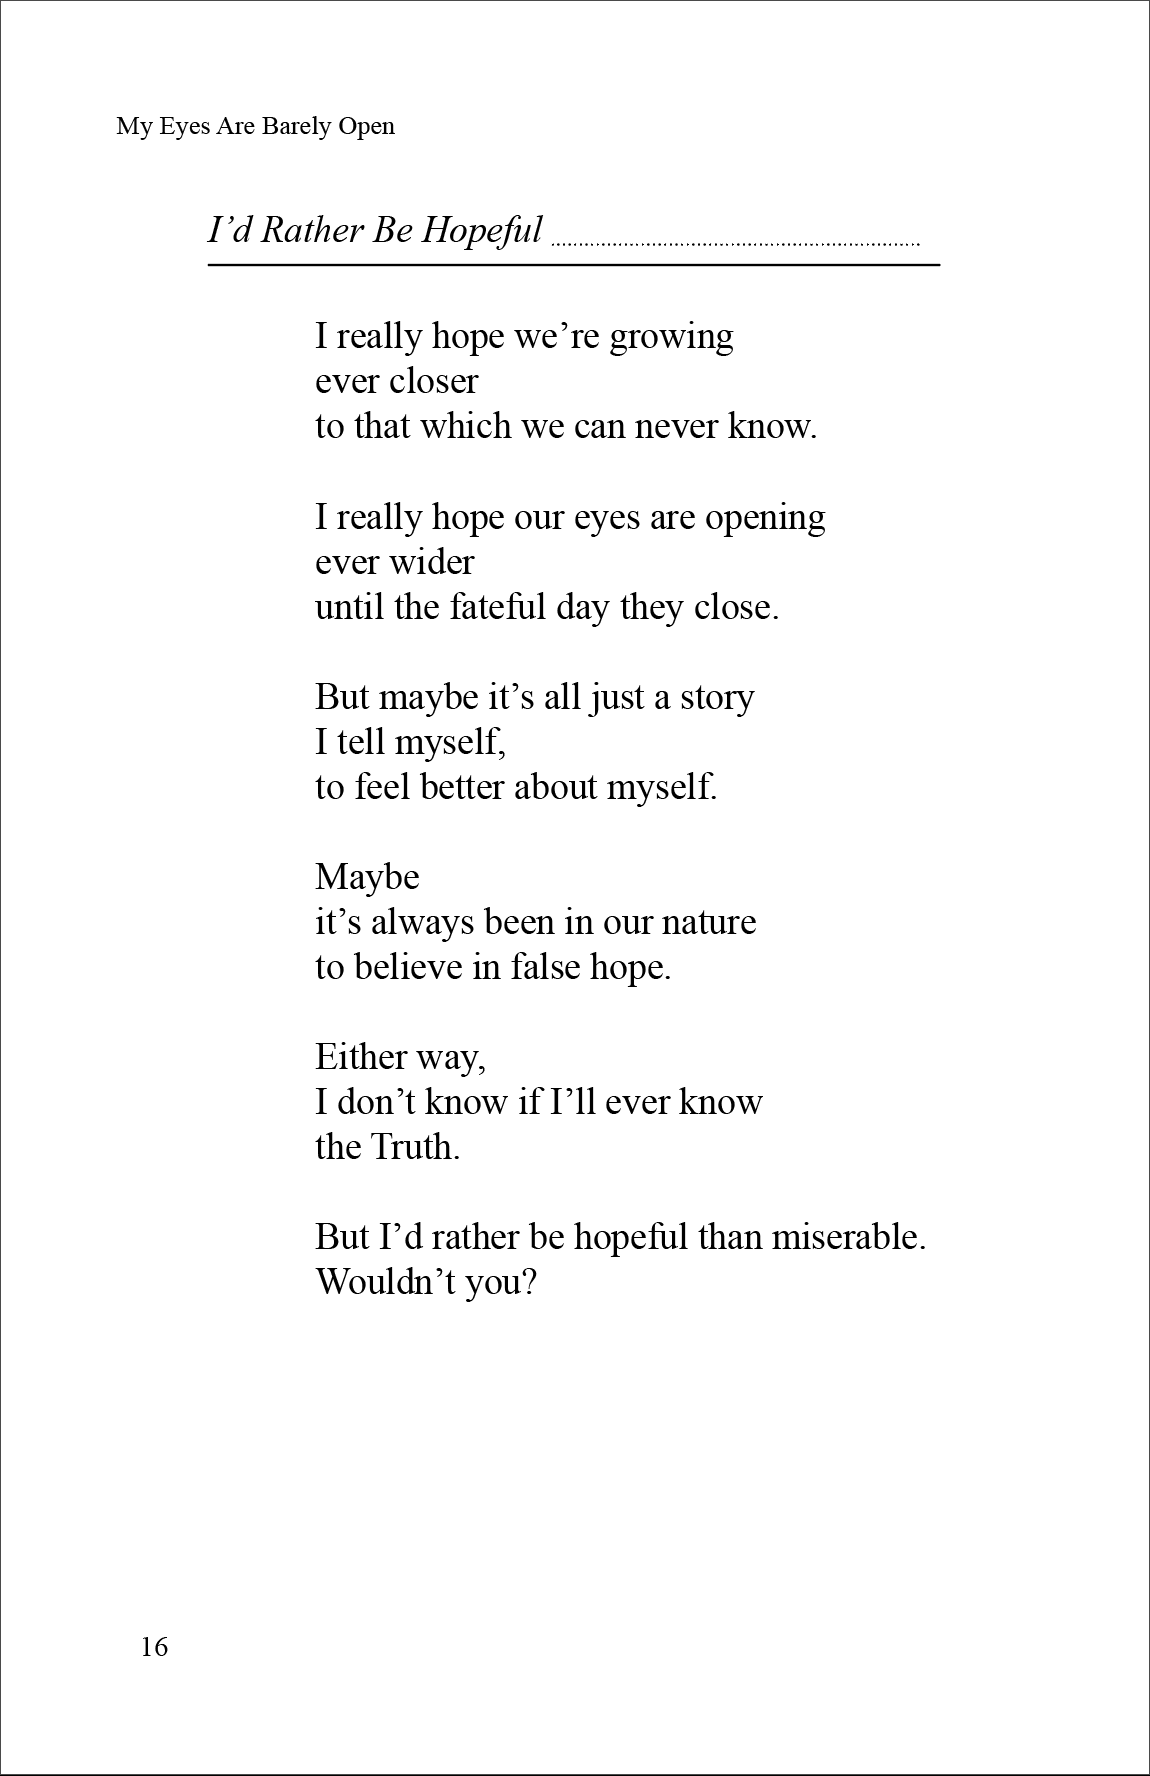 My Eyes Are Barely Open
I’d Rather Be Hopeful
I really hope we’re growing
ever closer
to that which we can never know.
I really hope our eyes are opening
ever wider
until the fateful day they close.
But maybe it’s all just a story
I tell myself,
to feel better about myself.
Maybe
it’s always been in our nature
to believe in false hope.
Either way,
I don’t know if I’ll ever know
the Truth.
But I’d rather be hopeful than miserable.
Wouldn’t you?
16